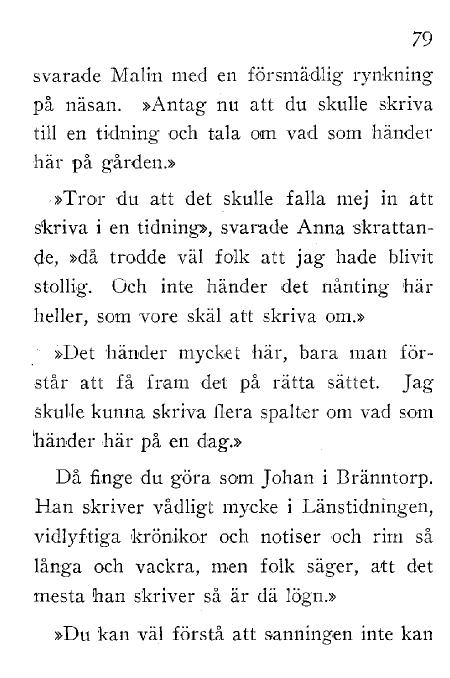 79
svarade Malin med en försmädlig rynkning
på näsan. »Antag nu att du skulle skriva
till en tidning och tala om vad som händer
här på gården.»
»Tror du att det skulle falla mej in att
skriva i en tidning», svarade Anna skrattan-
de, »då trodde väl folk att jag hade blivit
stollig. Och inte händer det nånting här
heller, som vore skäl att skriva om.»
»Det händer mycket här, bara man för-
står att få fram det på rätta sättet. Jag
skulle kunna skriva flera spalter om vad som
händer här på en dag.»
Då finge du göra som Johan i Bränntorp.
Han skriver vådligt mycke i Länstidningen,
vidlyftiga krönikor och notiser och rim så
långa och vackra, men folk säger, att det
mesta han skriver så är dä lögn.»
»Du kan väl förstå att sanningen inte kan